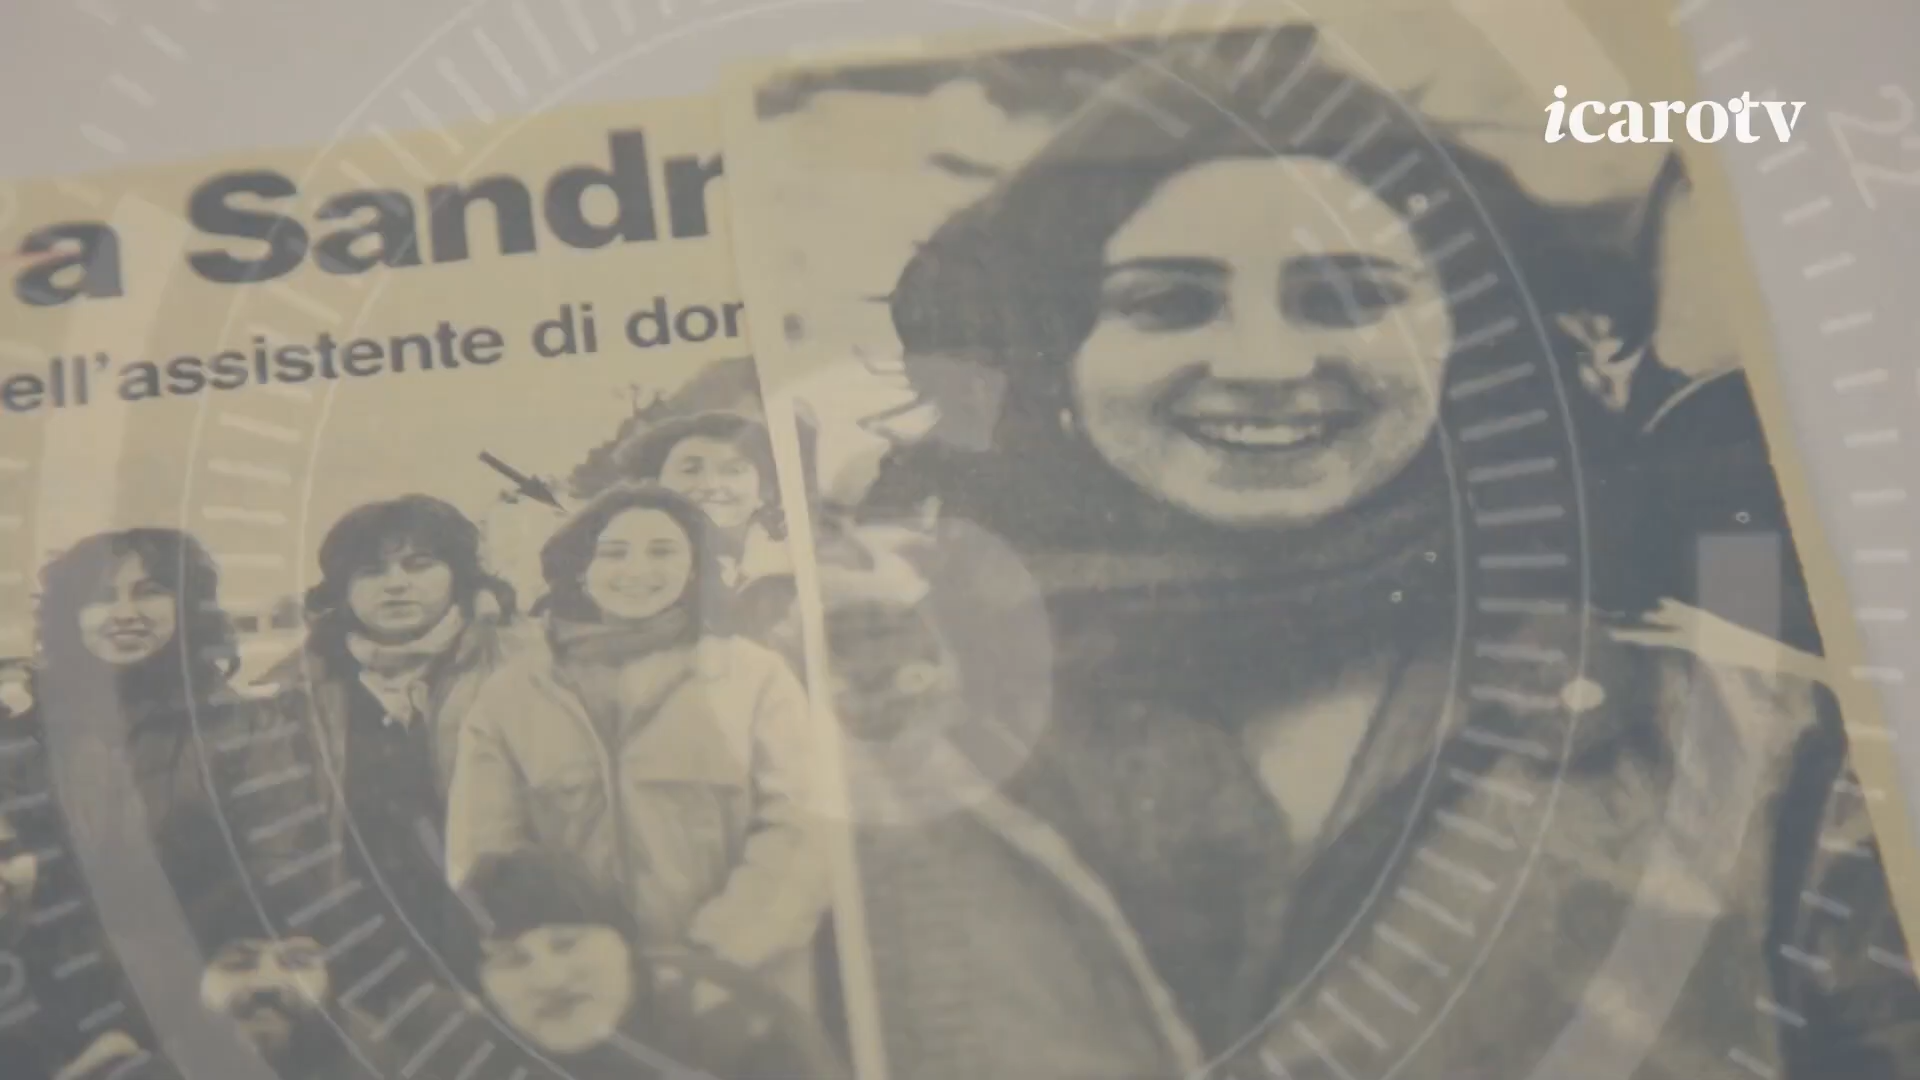 icarotv
a Sandr
ell'assistente di dor